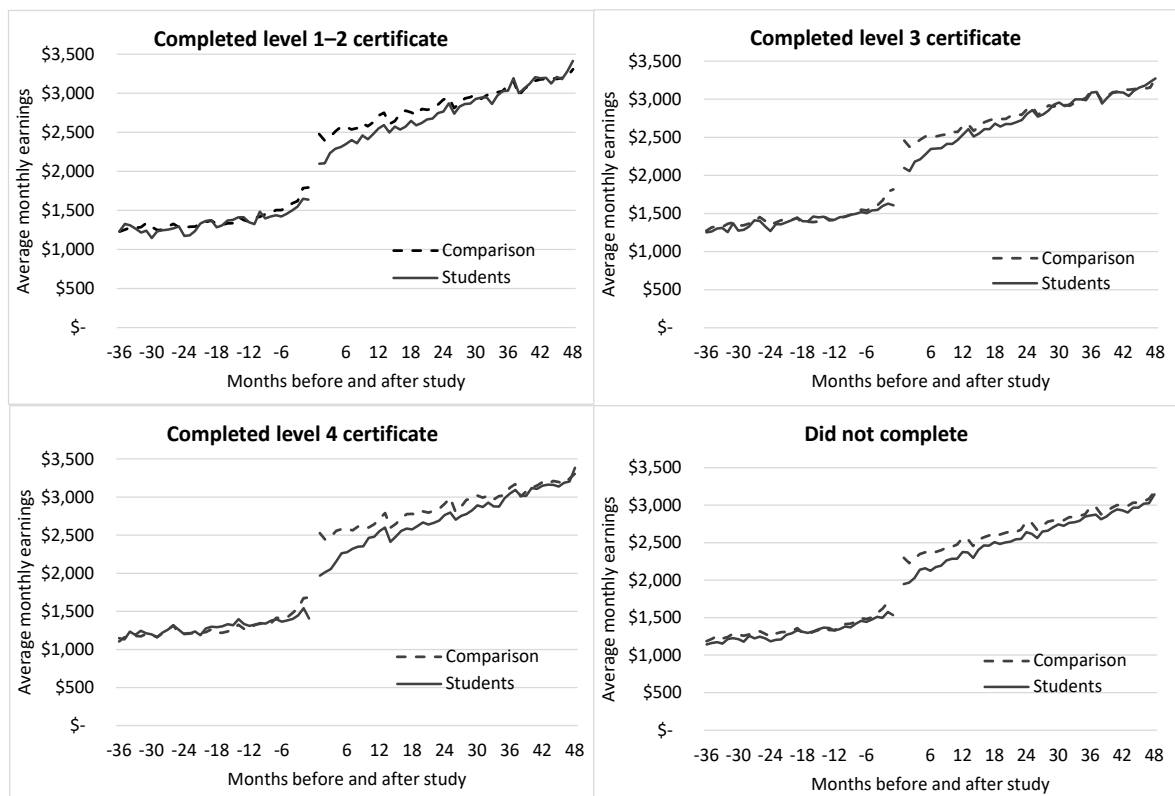 Completed level 1–2 certificate
$3,500
$3,000
$2,500
$2,000
$1,500
$1,000
$500
$-
Average monthly earnings
Comparison
Students
-36 -30 -24 -18 -12 -6 6 12 18 24 30 36 42 48
Months before and after study
Completed level 3 certificate
$3,500
$3,000
$2,500
$2,000
$1,500
$1,000
$500
$-
Average monthly earnings
Comparison
Students
-36 -30 -24 -18 -12 -6 6 12 18 24 30 36 42 48
Months before and after study
Completed level 4 certificate
$3,500
$3,000
$2,500
$2,000
$1,500
$1,000
$500
$-
Average monthly earnings
Comparison
Students
-36 -30 -24 -18 -12 -6 6 12 18 24 30 36 42 48
Months before and after study
Did not complete
$3,500
$3,000
$2,500
$2,000
$1,500
$1,000
$500
$-
Average monthly earnings
Comparison
Students
-36 -30 -24 -18 -12 -6 6 12 18 24 30 36 42 48
Months before and after study